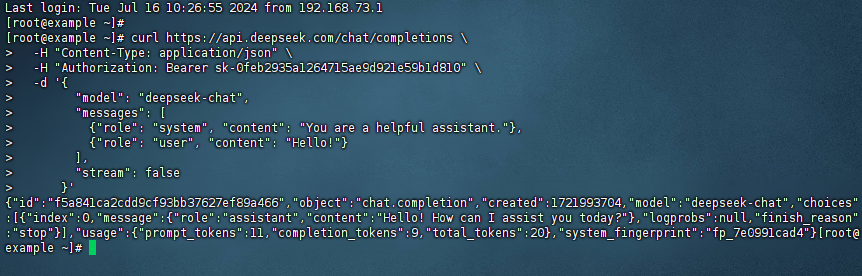 Last login: Tue Jul 16 10:26:55 2024 from 192.168.73.1
[root@example ~]#
[root@example ~]# curl https://api.deepseek.com/chat/completions \
>   -H "Content-Type: application/json" \
>   -H "Authorization: Bearer sk-0feb2935a1264715ae9d921e59b1d810" \
>   -d '{
>         "model": "deepseek-chat",
>         "messages": [
>           {"role": "system", "content": "You are a helpful assistant."},
>           {"role": "user", "content": "Hello!"}
>         ],
>         "stream": false
>       }'
{"id":"f5a841ca2cdd9cf93bb37627ef89a466","object":"chat.completion","created":1721993704,"model":"deepseek-chat","choices"
:[{"index":0,"message":{"role":"assistant","content":"Hello! How can I assist you today?"},"logprobs":null,"finish_reason"
:"stop"}],"usage":{"prompt_tokens":11,"completion_tokens":9,"total_tokens":20},"system_fingerprint":"fp_7e0991cad4"}[root@
example ~]#